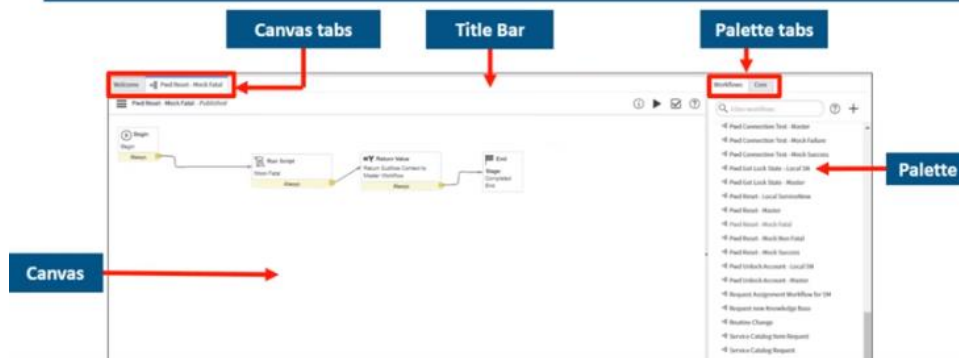 Canvas tabs
Title Bar
Palette tabs
Welcome
Pwd Reset - Mock Fatal
Workflows
Core
Pwd Reset - Mock Fatal - Published
Filter workflows
Begin
Begin
Always
Run Script
Mock Fatal
Always
Return Value
Return: Sublow Context to
Master Workflow
Always
End
Stage:
Completed
End
Pwd Connection Test - Master
Pwd Connection Test - Mock Failure
Pwd Connection Test - Mock Success
Pwd Get Lock State - Local SN
Palette
Pwd Get Lock State - Master
Pwd Reset - Local ServiceNow
Pwd Reset - Master
Pwd Reset - Mock Fatal
Pwd Reset - Mock Non Fatal
Pwd Reset - Mock Success
Pwd Unlock Account - Local SN
Canvas
Pwd Unlock Account - Master
Request Assignment Workflow for SM
Request new Knowledge Base
Routine Change
Service Catalog Item Request
Service Catalog Request